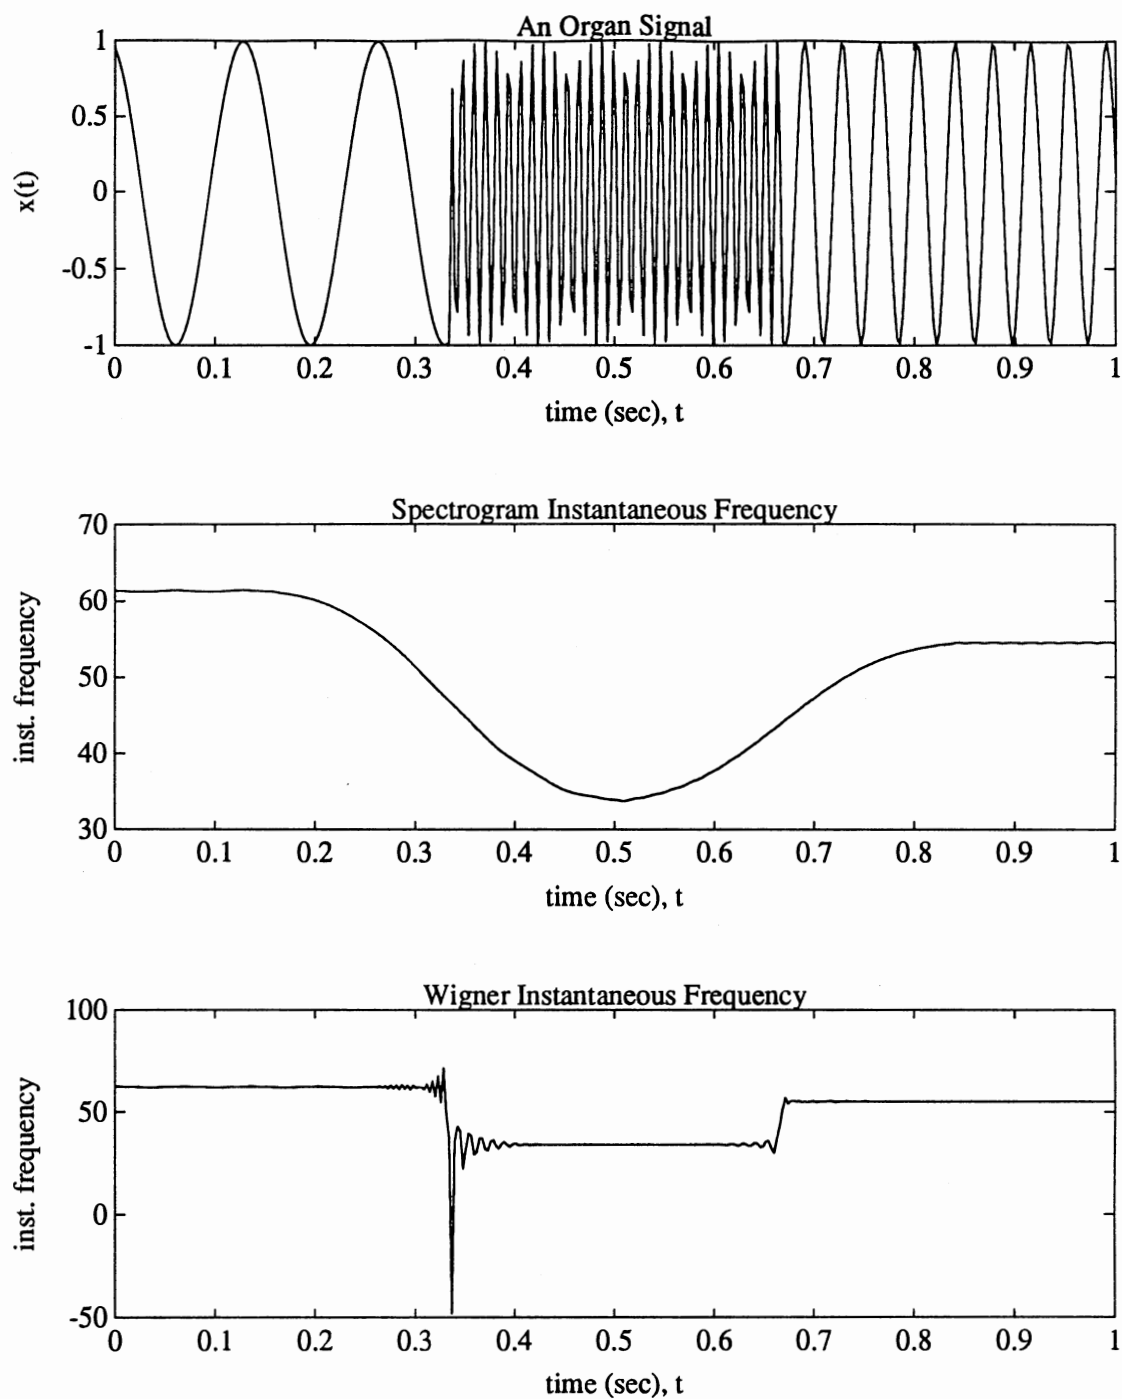 An Organ Signal
1
0.5
0
-0.5
-1
x(t)
0 0.1 0.2 0.3 0.4 0.5 0.6 0.7 0.8 0.9 1
time (sec), t
Spectrogram Instantaneous Frequency
70
60
50
40
30
inst. frequency
0 0.1 0.2 0.3 0.4 0.5 0.6 0.7 0.8 0.9 1
time (sec), t
Wigner Instantaneous Frequency
100
50
0
-50
inst. frequency
0 0.1 0.2 0.3 0.4 0.5 0.6 0.7 0.8 0.9 1
time (sec), t